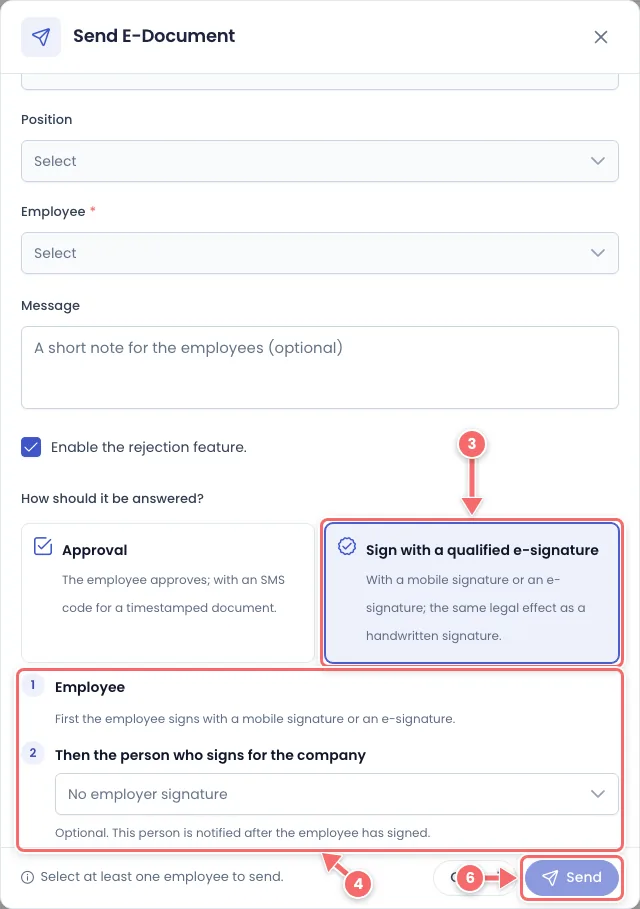 Send E-Document
Position
Select
Employee *
Select
Message
A short note for the employees (optional)
Enable the rejection feature.
3
How should it be answered?
Approval
The employee approves; with an SMS
code for a timestamped document.
Sign with a qualified e-signature
With a mobile signature or an e-
signature; the same legal effect as a
handwritten signature.
1 Employee
First the employee signs with a mobile signature or an e-signature.
2 Then the person who signs for the company
No employer signature
Optional. This person is notified after the employee has signed.
Select at least one employee to send.
4
6
Send